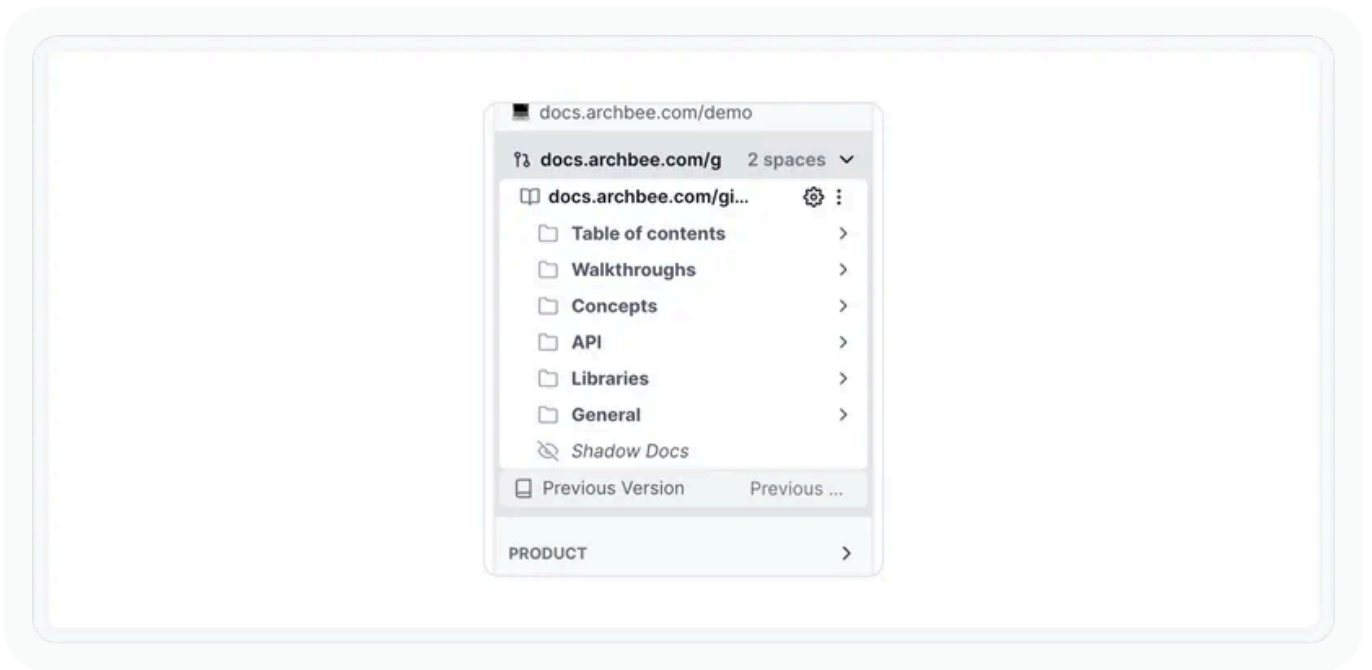 docs.archbee.com/demo
docs.archbee.com/g 2 spaces
docs.archbee.com/gi...
Table of contents
Walkthroughs
Concepts
API
Libraries
General
Shadow Docs
Previous Version Previous ...
PRODUCT